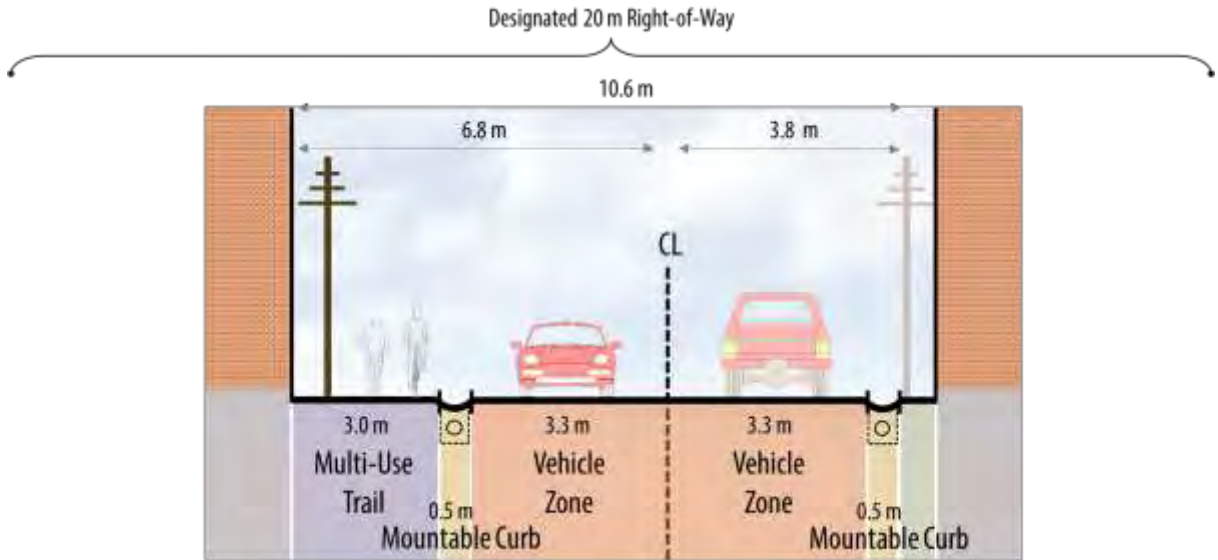 Designated 20 m Right-of-Way
10.6 m
6.8 m
3.8 m
CL
3.0 m
3.3 m
3.3 m
Multi-Use
Trail
Vehicle
Zone
Vehicle
Zone
0.5 m
0.5 m
Mountable Curb
Mountable Curb